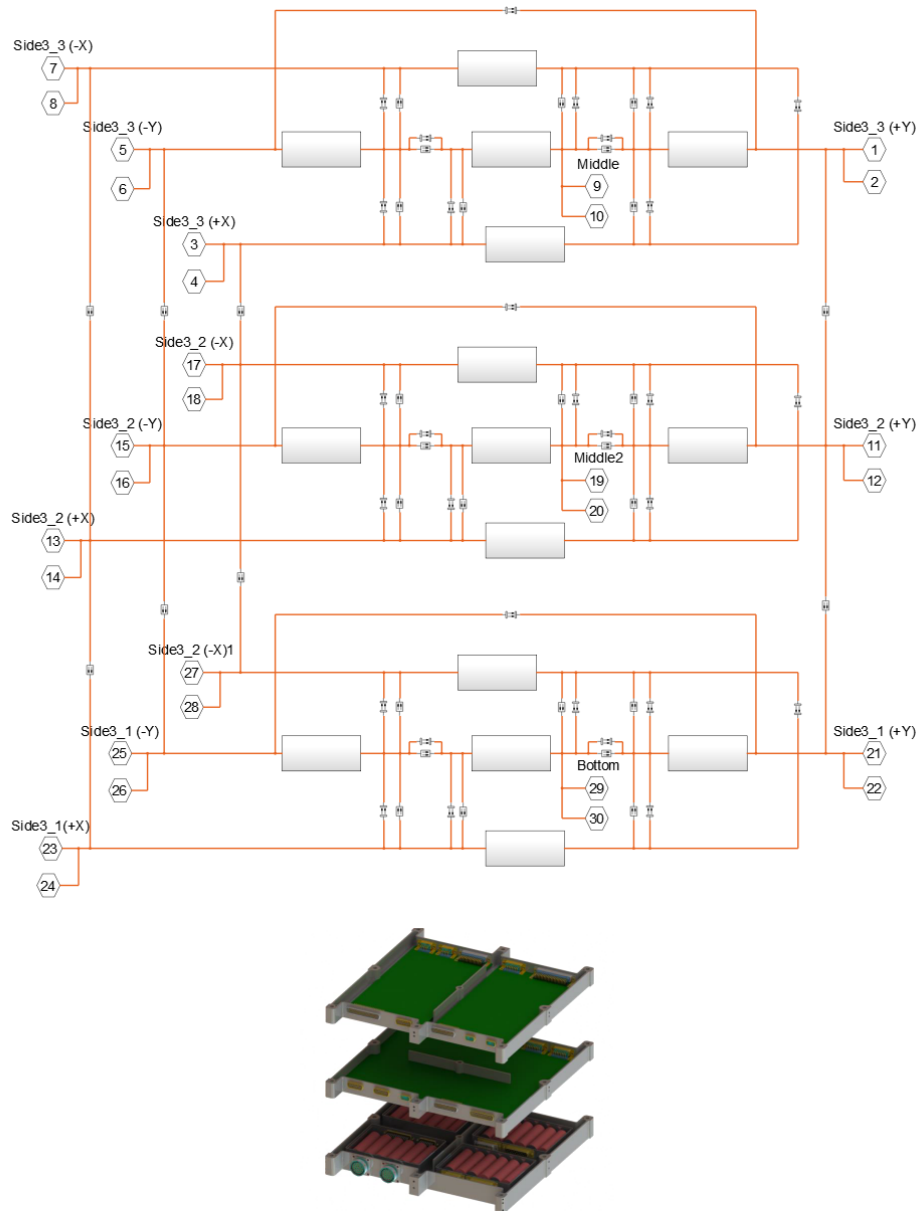 Side3_3 (-X)
7
8
Side3_3 (-Y)
Side3_3 (+Y)
5
1
Middle
6
9
2
10
Side3_3 (+X)
3
4
Side3_2 (-X)
17
18
Side3_2 (-Y)
Side3_2 (+Y)
15
11
Middle2
16
19
12
20
Side3_2 (+X)
13
14
Side3_2 (-X)1
27
28
Side3_1 (-Y)
Side3_1 (+Y)
25
21
Bottom
26
29
22
30
Side3_1(+X)
23
24